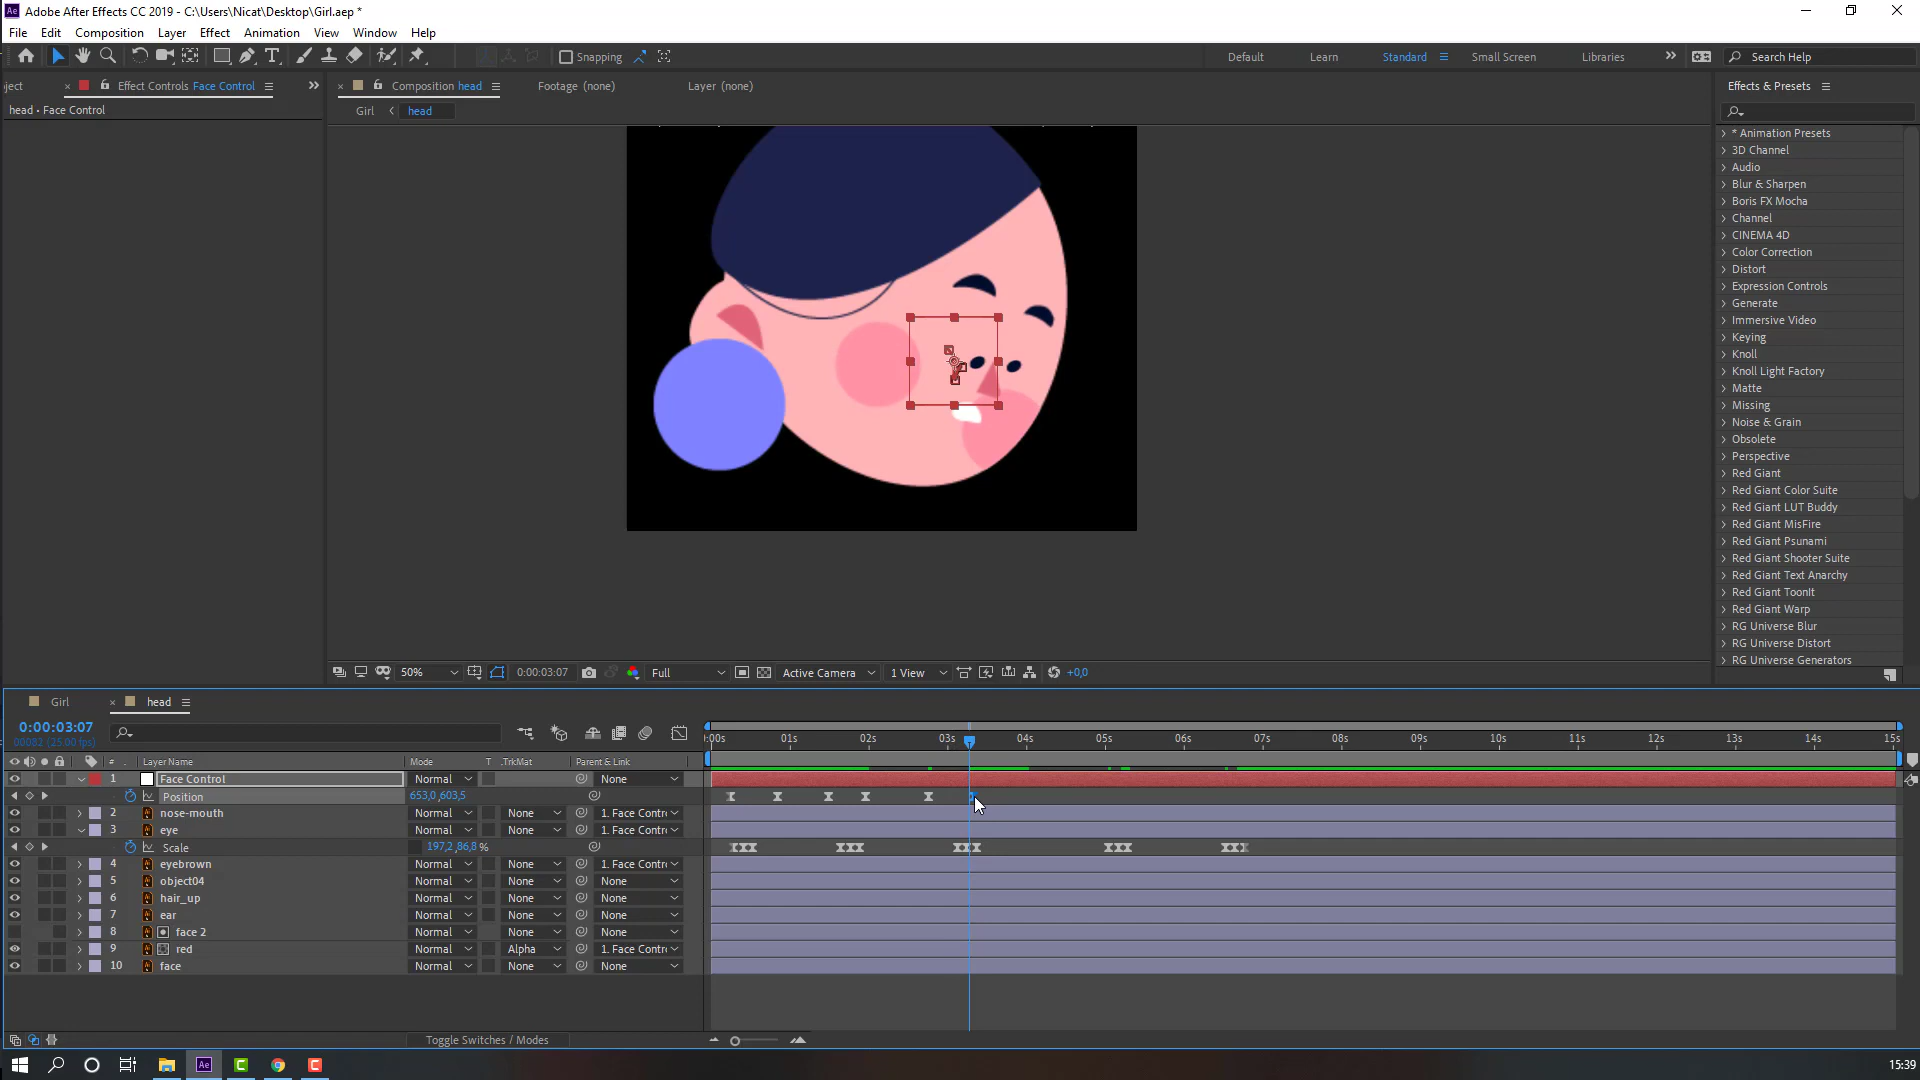 Adobe After Effects CC 2019 - C:\Users\Nicat\Desktop\Girl.aep *
File Edit Composition Layer Effect Animation View Window Help
Snapping Default Learn Standard Small Screen Libraries Search Help
ject Effect Controls Face Control Composition head Footage (none) Layer (none) Effects & Presets
head • Face Control Girl head
* Animation Presets
3D Channel
Audio
Blur & Sharpen
Boris FX Mocha
Channel
CINEMA 4D
Color Correction
Distort
Expression Controls
Generate
Immersive Video
Keying
Knoll
Knoll Light Factory
Matte
Missing
Noise & Grain
Obsolete
Perspective
Red Giant
Red Giant Color Suite
Red Giant LUT Buddy
Red Giant MisFire
Red Giant Psunami
Red Giant Shooter Suite
Red Giant Text Anarchy
Red Giant ToonIt
Red Giant Warp
RG Universe Blur
RG Universe Distort
RG Universe Generators
50% 0:00:03:07 Full Active Camera 1 View +0,0
Girl head
0:00:03:07
00082 (25.00 fps)
:00s 01s 02s 03s 04s 05s 06s 07s 08s 09s 10s 11s 12s 13s 14s 15s
# Layer Name Mode T .TrkMat Parent & Link
1 Face Control Normal None
Position 653,0,603,5
2 nose-mouth Normal None 1. Face Contr
3 eye Normal None 1. Face Contr
Scale 197,2,86,8 %
4 eyebrown Normal None 1. Face Contr
5 object04 Normal None None
6 hair_up Normal None None
7 ear Normal None None
8 face 2 Normal None None
9 red Normal Alpha 1. Face Contr
10 face Normal None None
Toggle Switches / Modes
15:39